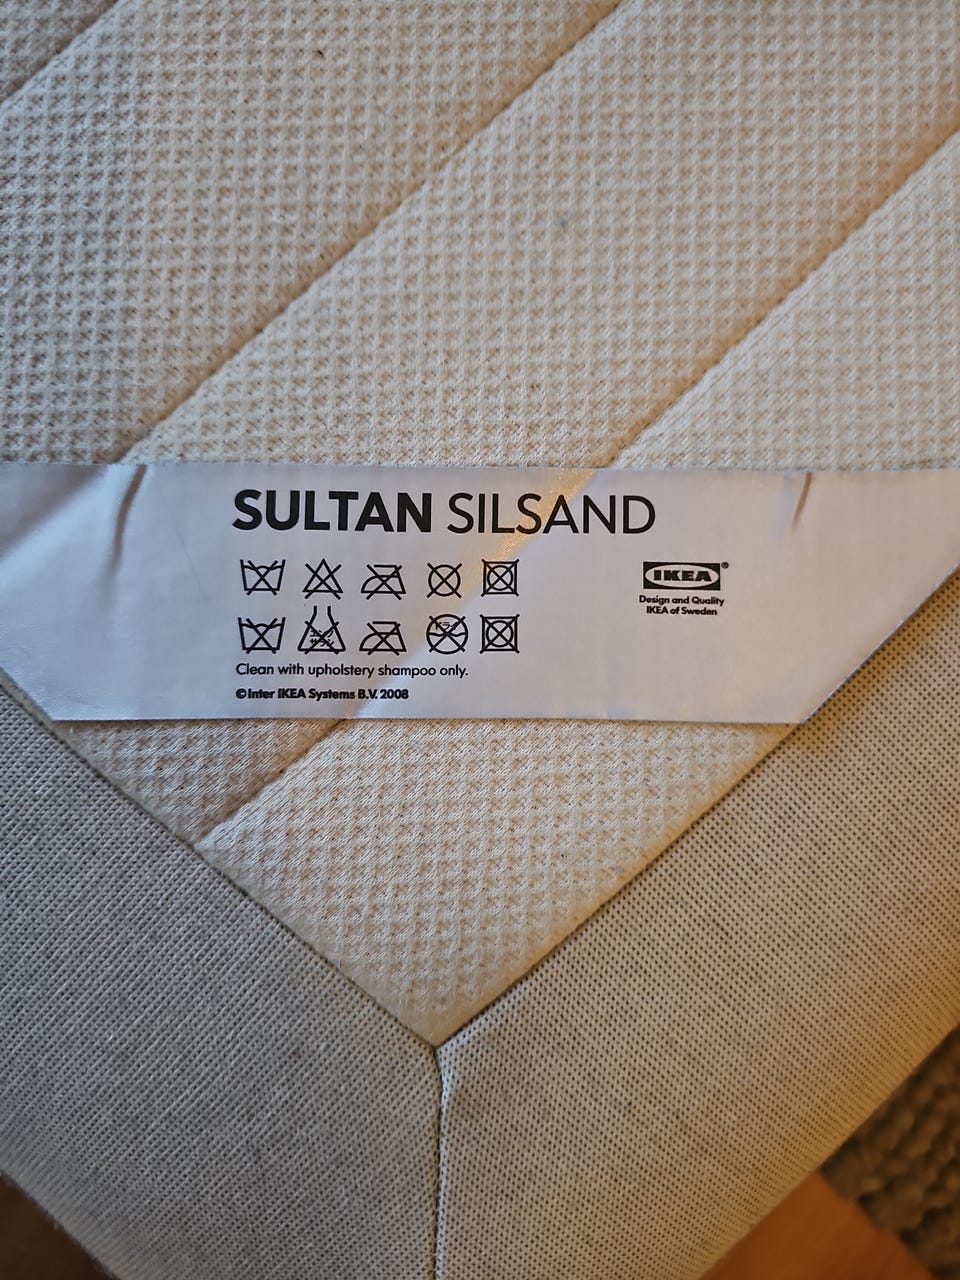 SULTAN SILSAND
IKEA®
Design and Quality
IKEA of Sweden
Clean with upholstery shampoo only.
©Inter IKEA Systems B.V. 2008